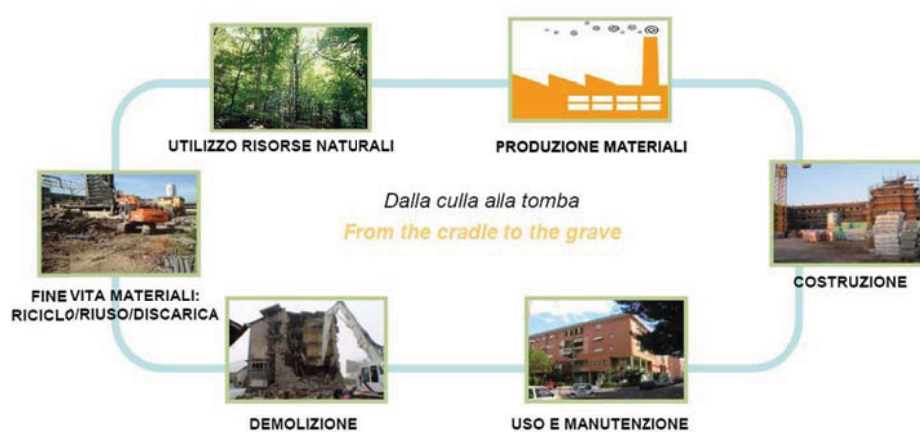 UTILIZZO RISORSE NATURALI
PRODUZIONE MATERIALI
Dalla culla alla tomba
From the cradle to the grave
COSTRUZIONE
FINE VITA MATERIALI:
RICICLO/RIUSO/DISCARICA
DEMOLIZIONE
USO E MANUTENZIONE